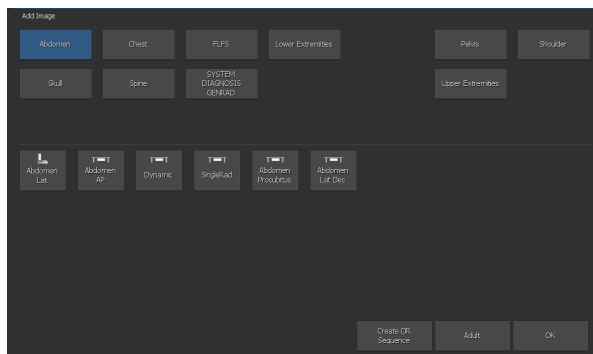 Add Image
Abdomen
Chest
FLFS
Lower Extremities
Pelvis
Shoulder
Skull
Spine
SYSTEM
DIAGNOSIS
GENRAD
Upper Extremities
Abdomen
Lat
Abdomen
AP
Dynamic
SingleRad
Abdomen
Procubitus
Abdomen
Lat Dec
Create DR
Sequence
Adult
OK